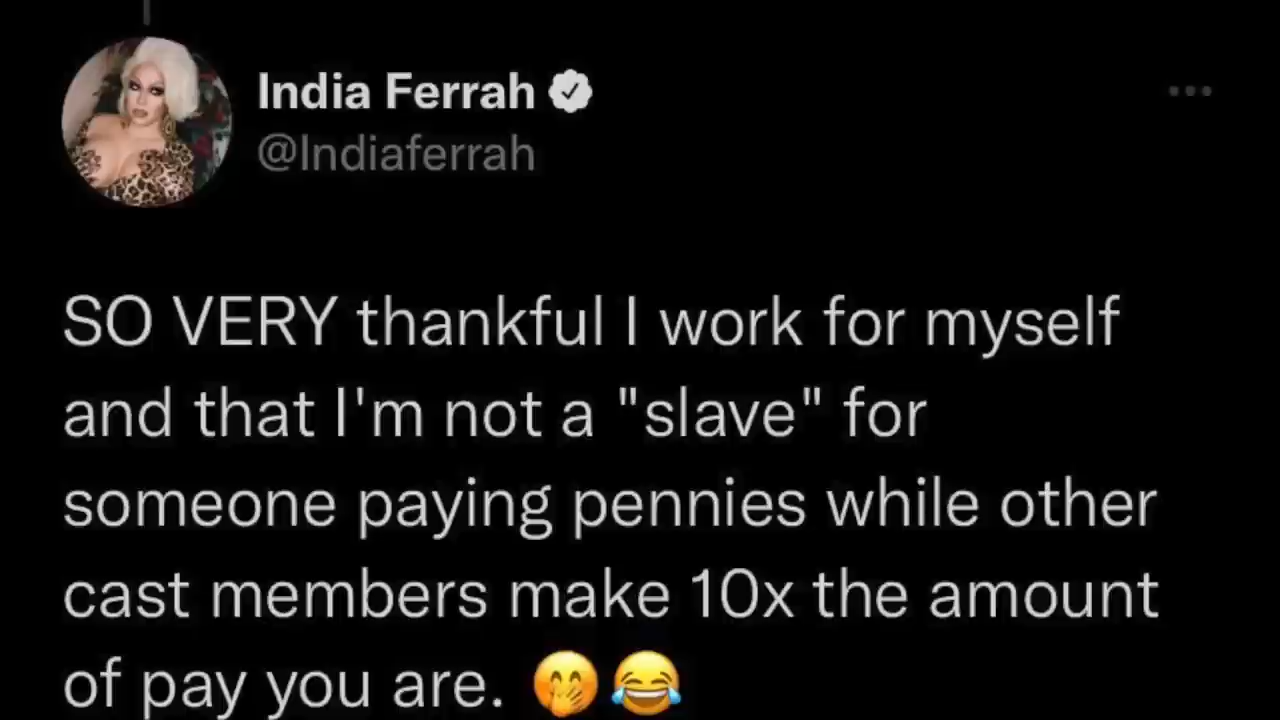 India Ferrah
@Indiaferrah
SO VERY thankful I work for myself
and that I'm not a "slave" for
someone paying pennies while other
cast members make 10x the amount
of pay you are. 🤭😂